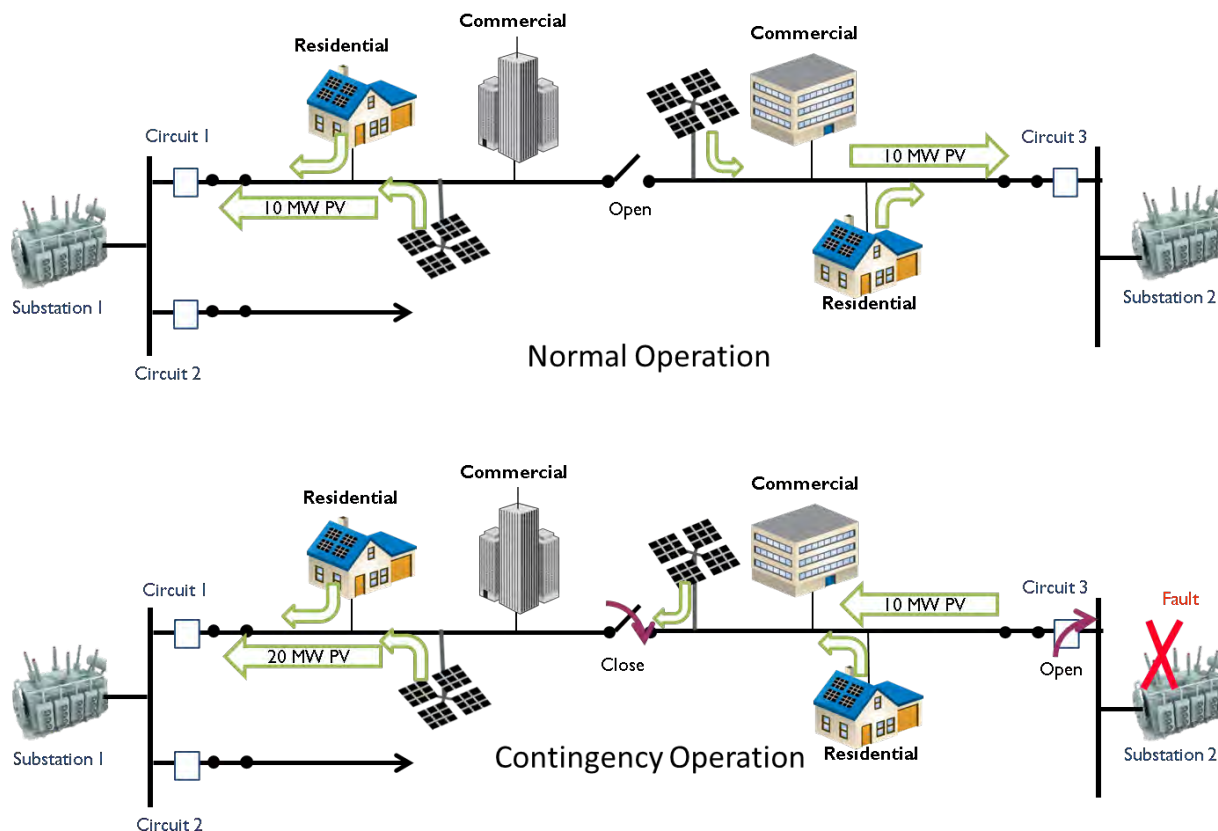 Commercial
Residential
Commercial
Circuit 1
Circuit 3
10 MW PV
10 MW PV
Open
Substation 1
Residential
Substation 2
Circuit 2
Normal Operation
Commercial
Residential
Commercial
Circuit 1
Circuit 3
Fault
10 MW PV
20 MW PV
Close
Open
Substation 1
Residential
Substation 2
Contingency Operation
Circuit 2